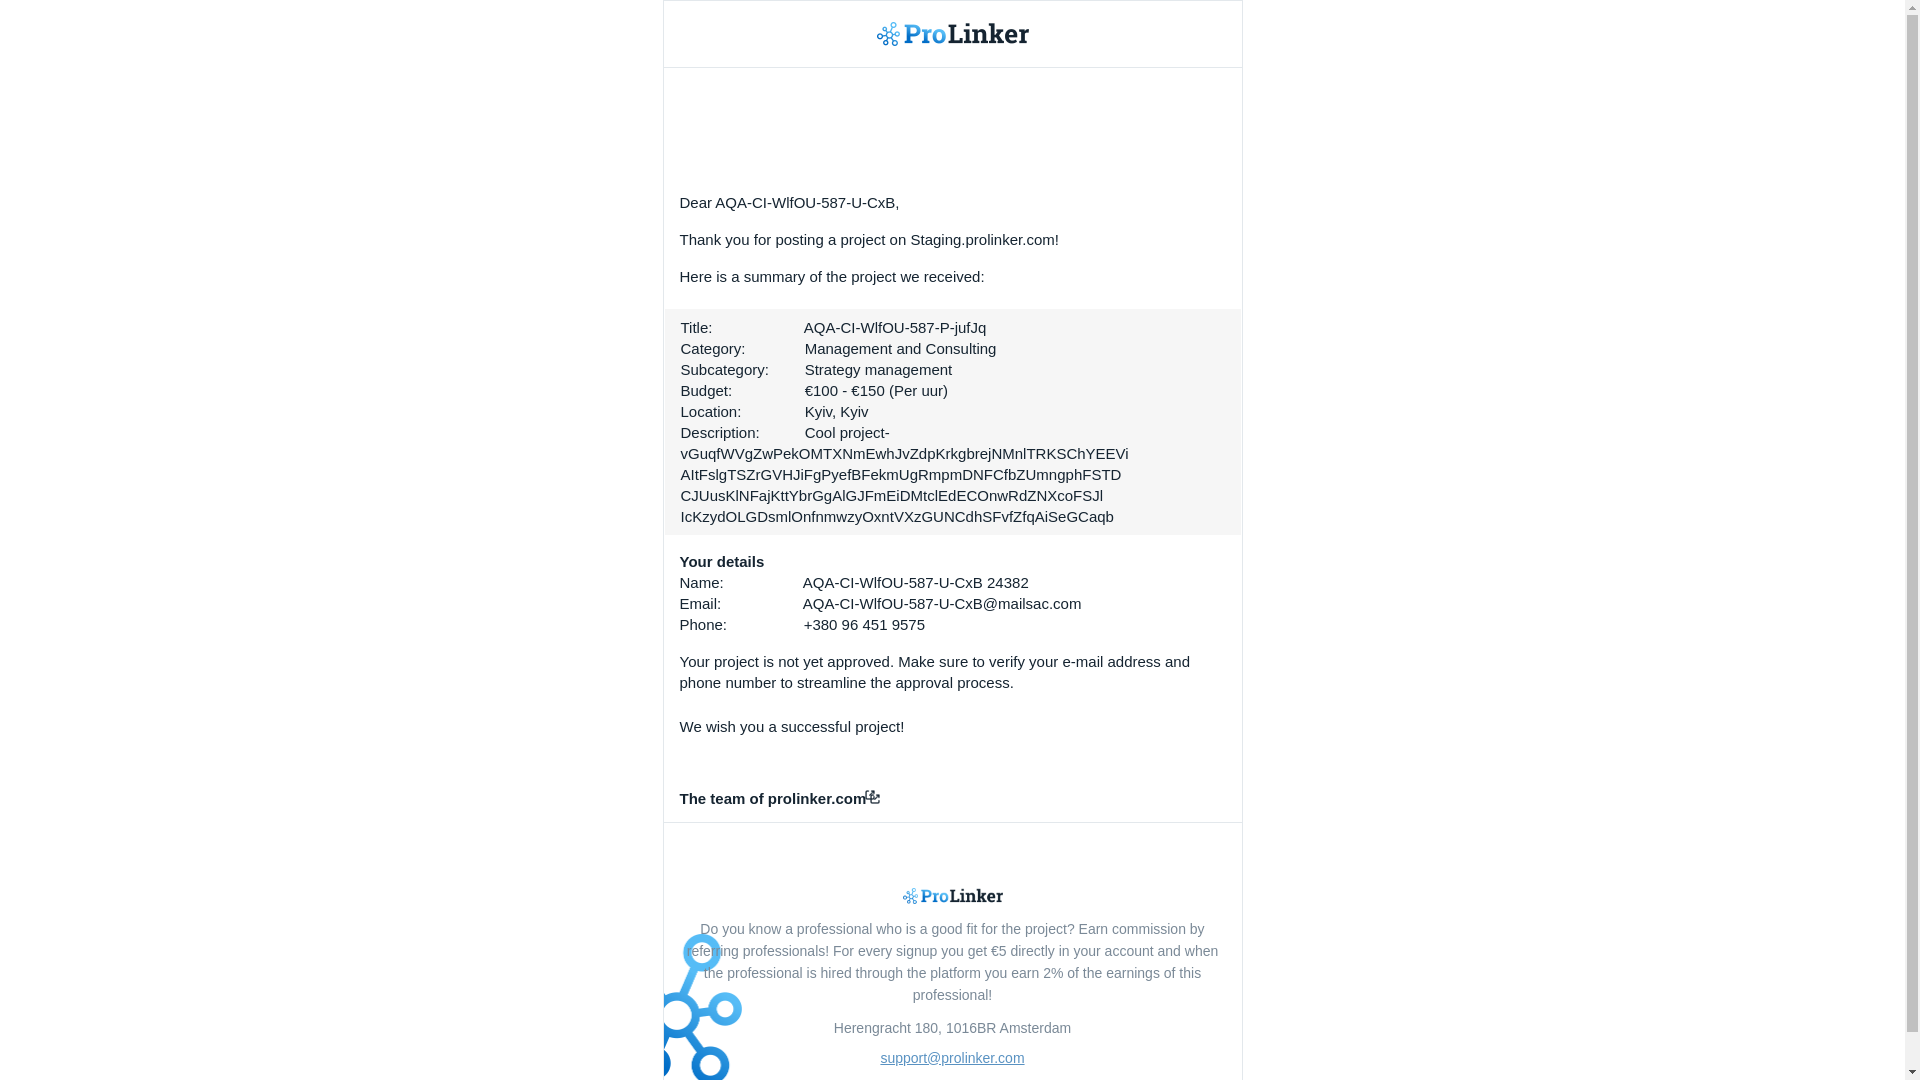 ProLinker
Dear AQA-CI-WlfOU-587-U-CxB,
Thank you for posting a project on Staging.prolinker.com!
Here is a summary of the project we received:
Title: AQA-CI-WlfOU-587-P-jufJq
Category: Management and Consulting
Subcategory: Strategy management
Budget: €100 - €150 (Per uur)
Location: Kyiv, Kyiv
Description: Cool project-
vGuqfWVgZwPekOMTXNmEwhJvZdpKrkgbrejNMnlTRKSChYEEVi
AItFslgTSZrGVHJiFgPyefBFekmUgRmpmDNFCfbZUmngphFSTD
CJUusKlNFajKttYbrGgAlGJFmEiDMtclEdECOnwRdZNXcoFSJl
IcKzydOLGDsmlOnfnmwzyOxntVXzGUNCdhSFvfZfqAiSeGCaqb
Your details
Name: AQA-CI-WlfOU-587-U-CxB 24382
Email: AQA-CI-WlfOU-587-U-CxB@mailsac.com
Phone: +380 96 451 9575
Your project is not yet approved. Make sure to verify your e-mail address and
phone number to streamline the approval process.
We wish you a successful project!
The team of prolinker.com
ProLinker
Do you know a professional who is a good fit for the project? Earn commission by
referring professionals! For every signup you get €5 directly in your account and when
the professional is hired through the platform you earn 2% of the earnings of this
professional!
Herengracht 180, 1016BR Amsterdam
support@prolinker.com